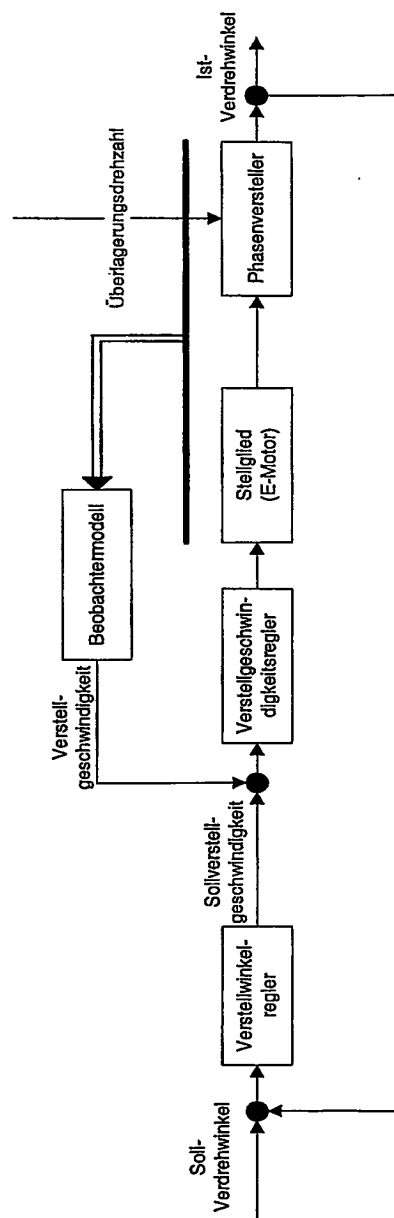 Soll-
Verdrehwinkel
Verstellwinkel-
regler
Sollverstell-
geschwindigkeit
Verstell-
geschwindigkeit
Verstellgeschwin-
digkeitsregler
Beobachtermodell
Stellglied
(E-Motor)
Überlagerungsdrehzahl
Phasenversteller
Ist-
Verdrehwinkel